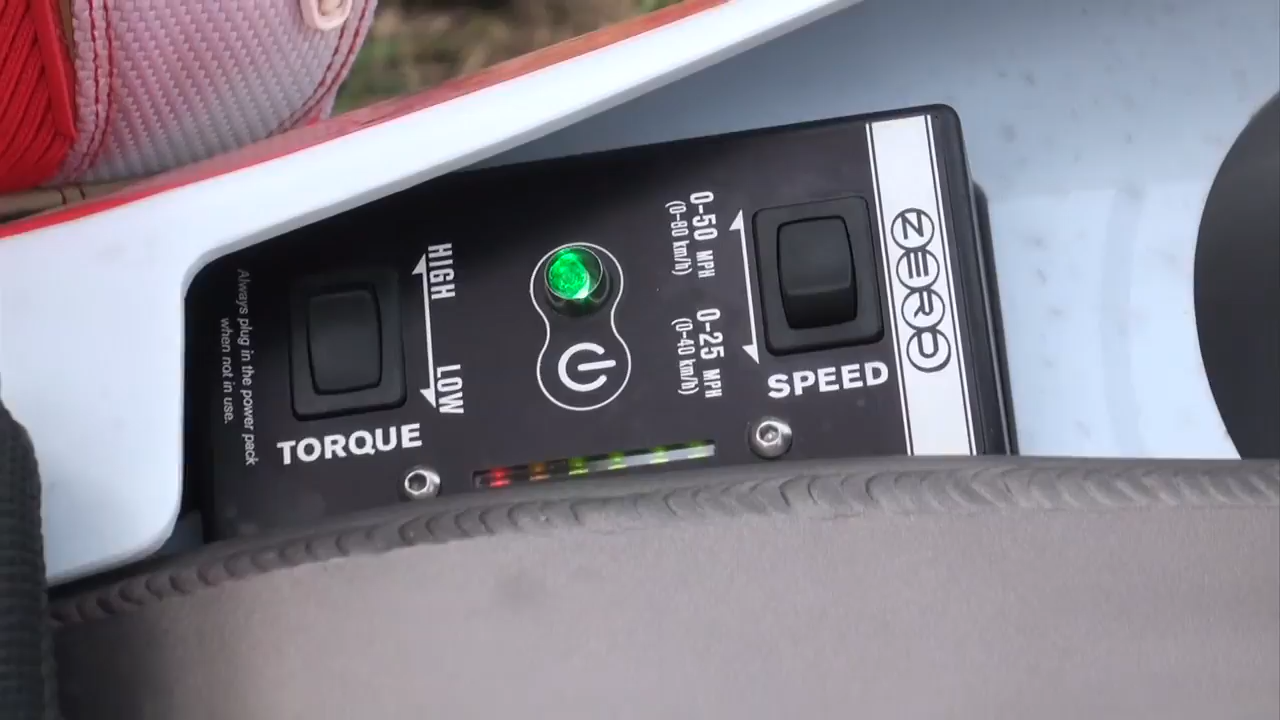 Always plug in the power pack
when not in use.
HIGH
LOW
TORQUE
0-50 MPH
(0-80 km/h)
0-25 MPH
(0-40 km/h)
SPEED
ZERO